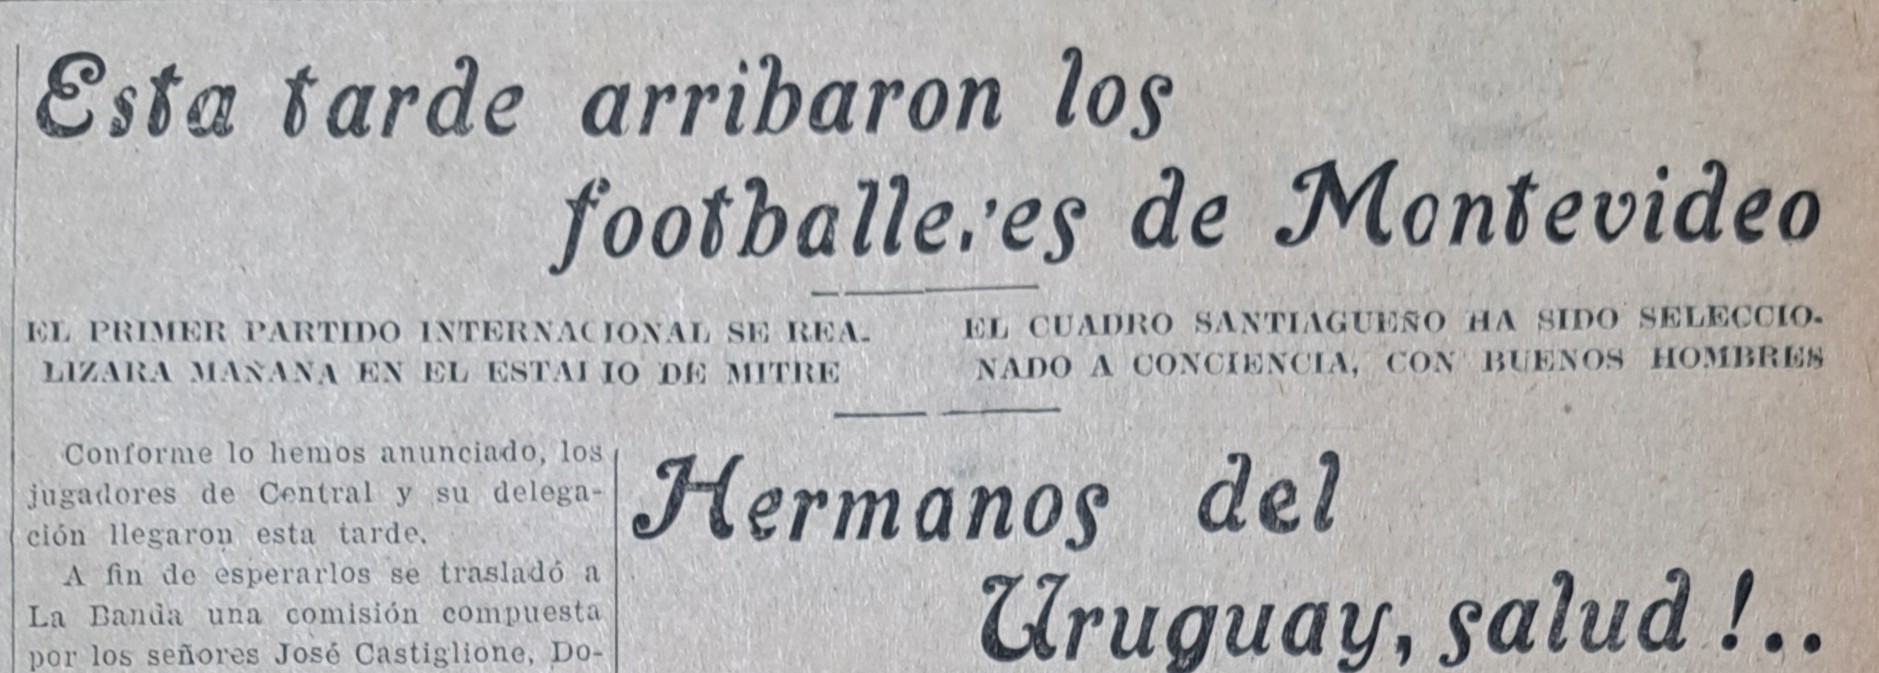 Esta tarde arribaron los
footballe.'es de Montevideo
EL PRIMER PARTIDO INTERNACIONAL SE REA-
LIZARA MAÑANA EN EL ESTADIO DE MITRE
EL CUADRO SANTIAGUEÑO HA SIDO SELECCIO-
NADO A CONCIENCIA, CON BUENOS HOMBRES
Conforme lo hemos anunciado, los
jugadores de Central y su delega-
ción llegaron esta tarde.
A fin de esperarlos se trasladó a
La Banda una comisión compuesta
por los señores José Castiglione, Do-
Hermanos del
Uruguay, salud !..